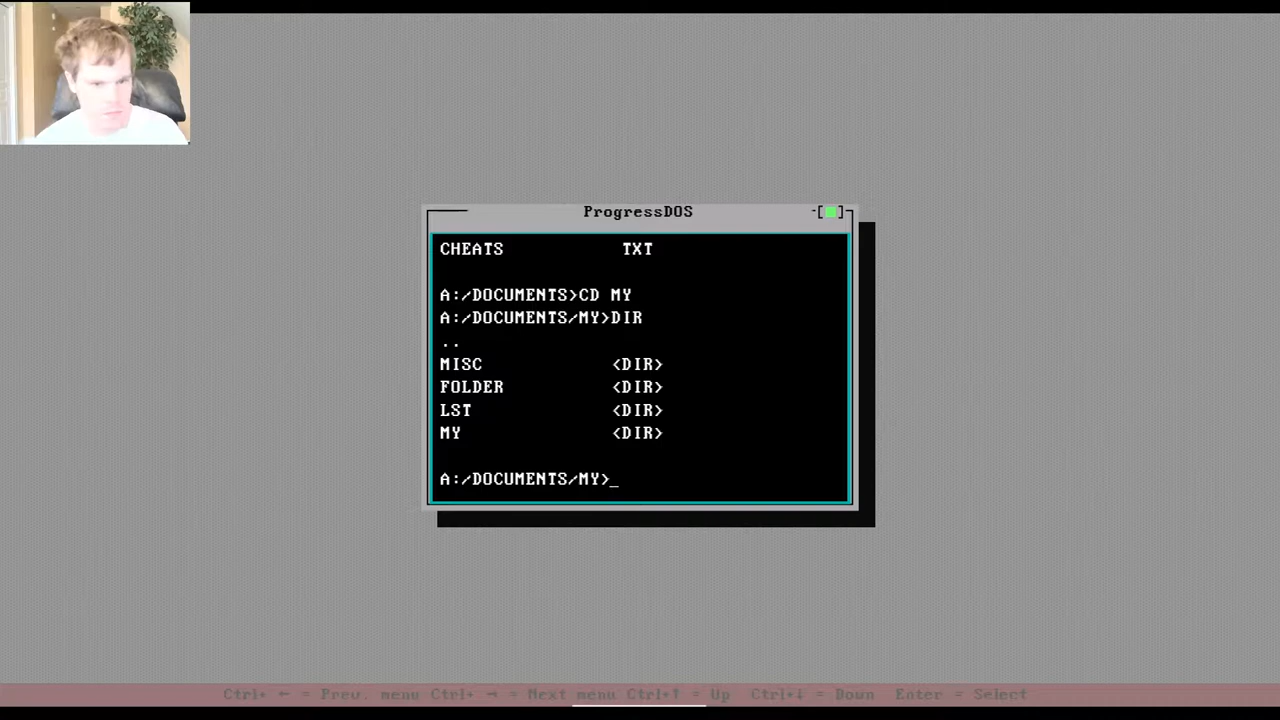 ProgressDOS
CHEATS TXT
A:/DOCUMENTS>CD MY
A:/DOCUMENTS/MY>DIR
..
MISC <DIR>
FOLDER <DIR>
LST <DIR>
MY <DIR>
A:/DOCUMENTS/MY>_
Ctrl+ ← = Prev. menu Ctrl+ → = Next menu Ctrl+↑ = Up Ctrl+↓ = Down Enter = Select